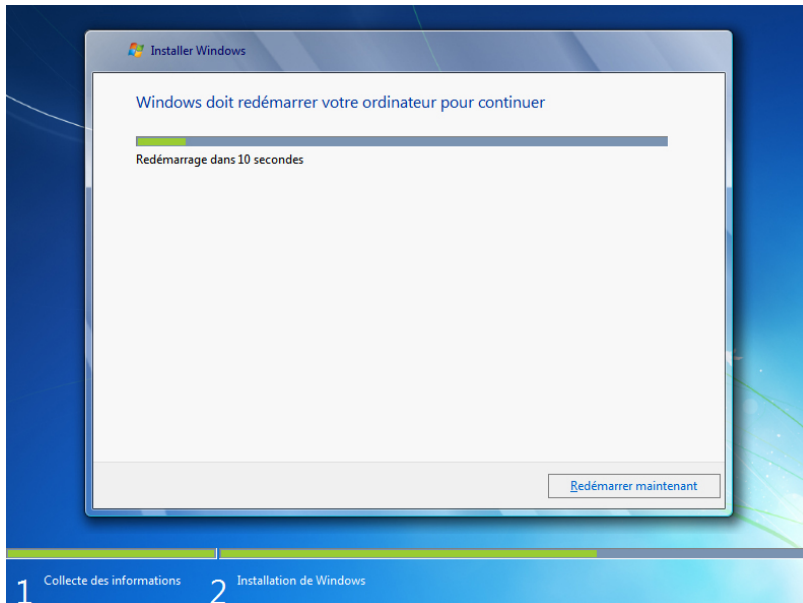 Installer Windows
Windows doit redémarrer votre ordinateur pour continuer
Redémarrage dans 10 secondes
Redémarrer maintenant
1 Collecte des informations 2 Installation de Windows